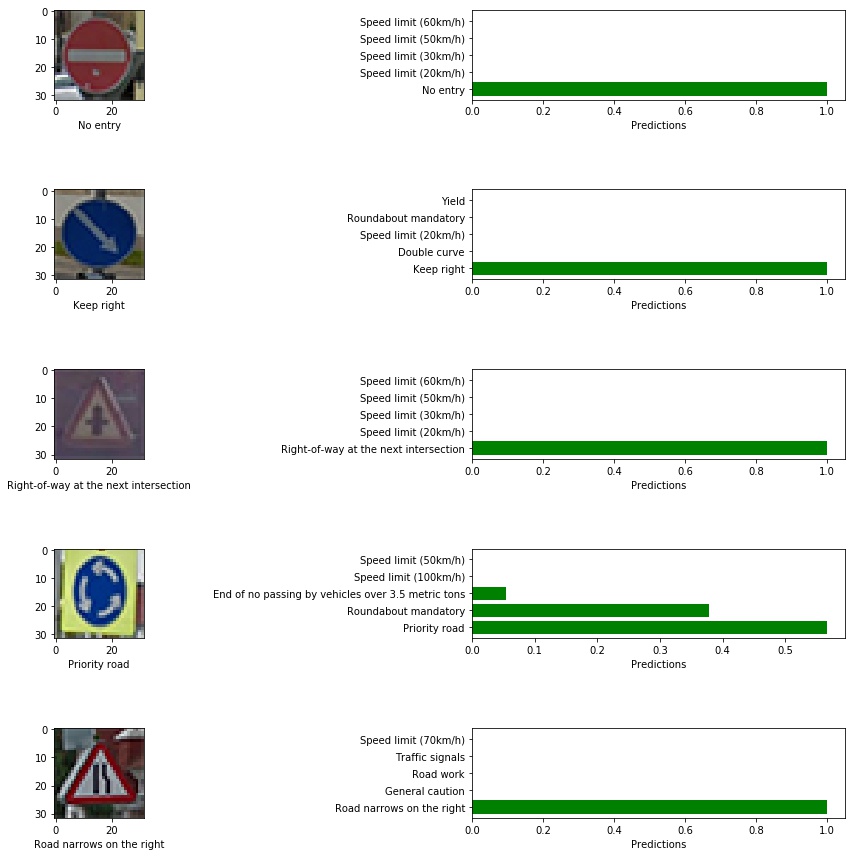 0
10
20
30
0 20
No entry
Speed limit (60km/h)
Speed limit (50km/h)
Speed limit (30km/h)
Speed limit (20km/h)
No entry
0.0 0.2 0.4 0.6 0.8 1.0
Predictions
0
10
20
30
0 20
Keep right
Yield
Roundabout mandatory
Speed limit (20km/h)
Double curve
Keep right
0.0 0.2 0.4 0.6 0.8 1.0
Predictions
0
10
20
30
0 20
Right-of-way at the next intersection
Speed limit (60km/h)
Speed limit (50km/h)
Speed limit (30km/h)
Speed limit (20km/h)
Right-of-way at the next intersection
0.0 0.2 0.4 0.6 0.8 1.0
Predictions
0
10
20
30
0 20
Priority road
Speed limit (50km/h)
Speed limit (100km/h)
End of no passing by vehicles over 3.5 metric tons
Roundabout mandatory
Priority road
0.0 0.1 0.2 0.3 0.4 0.5
Predictions
0
10
20
30
0 20
Road narrows on the right
Speed limit (70km/h)
Traffic signals
Road work
General caution
Road narrows on the right
0.0 0.2 0.4 0.6 0.8 1.0
Predictions